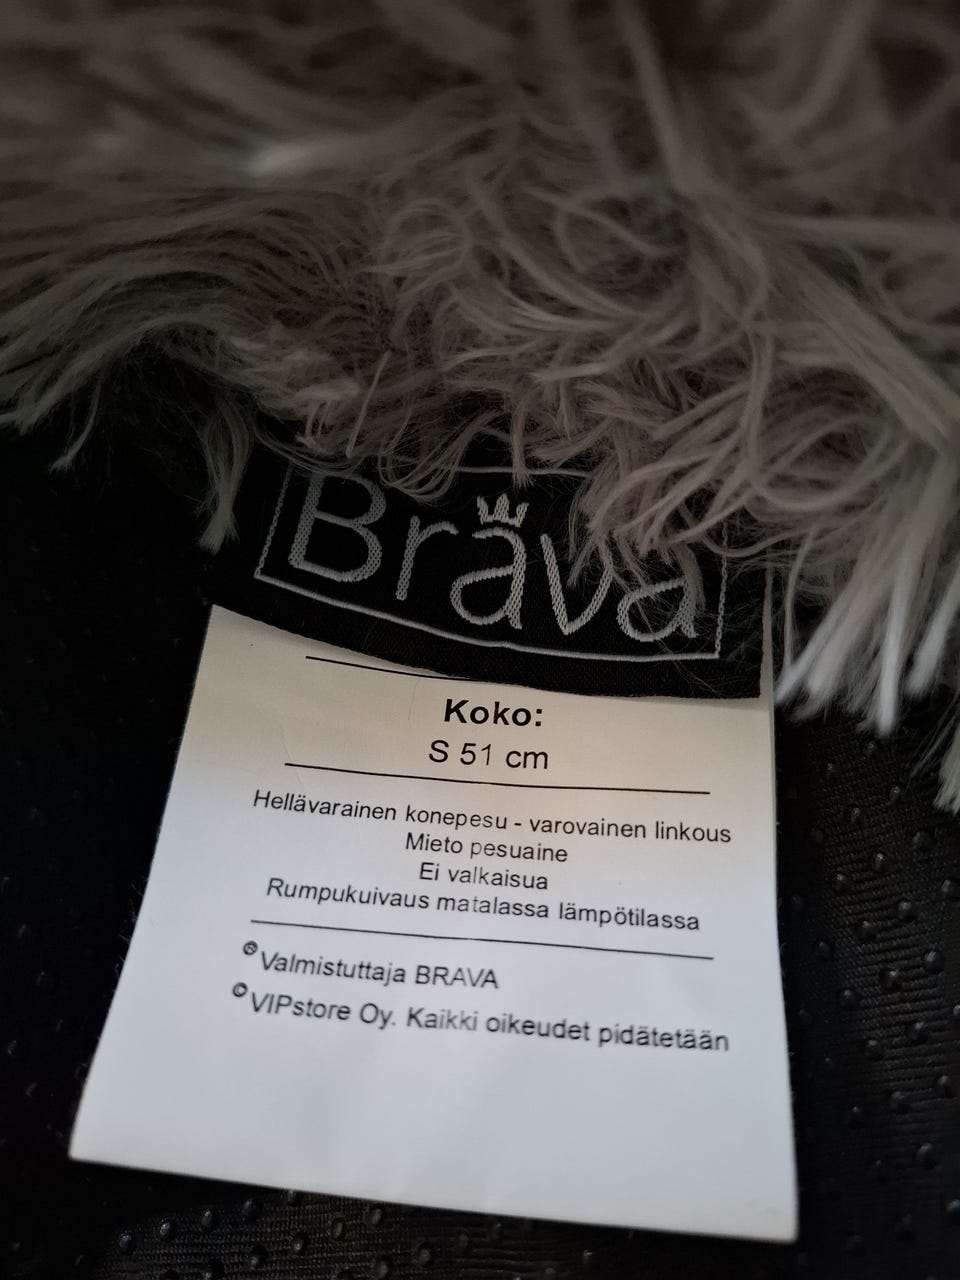 Brava
Koko:
S 51 cm
Hellävarainen konepesu - varovainen linkous
Mieto pesuaine
Ei valkaisua
Rumpukuivaus matalassa lämpötilassa
® Valmistuttaja BRAVA
© VIPstore Oy. Kaikki oikeudet pidätetään